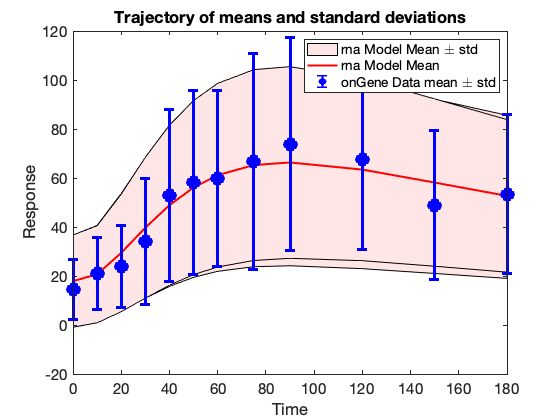 Trajectory of means and standard deviations
120
100
80
60
40
20
0
-20
Response
rna Model Mean ± std
rna Model Mean
onGene Data mean ± std
0 20 40 60 80 100 120 140 160 180
Time